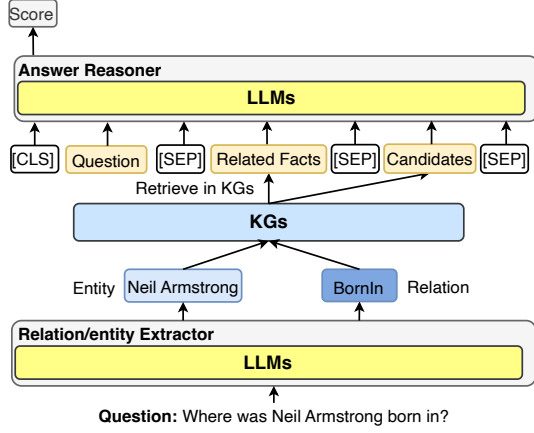 Score
Answer Reasoner
LLMs
[CLS] Question [SEP] Related Facts [SEP] Candidates [SEP]
Retrieve in KGs
KGs
Entity Neil Armstrong BornIn Relation
Relation/entity Extractor
LLMs
Question: Where was Neil Armstrong born in?